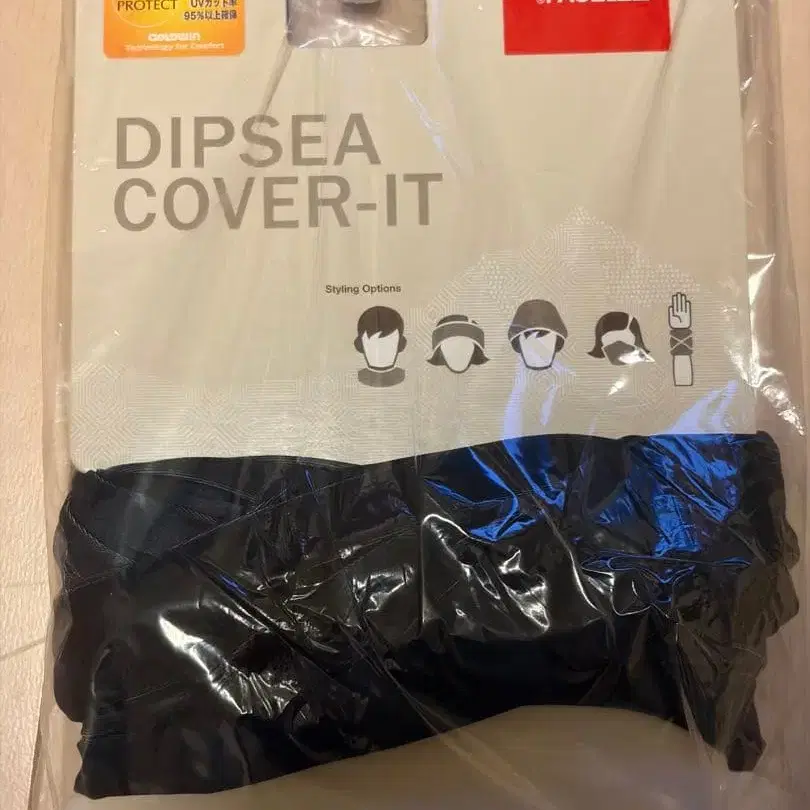 PROTECT
UVカット率
95%以上確保
GOLDWIN
Technology for Comfort
DIPSEA
COVER-IT
Styling Options